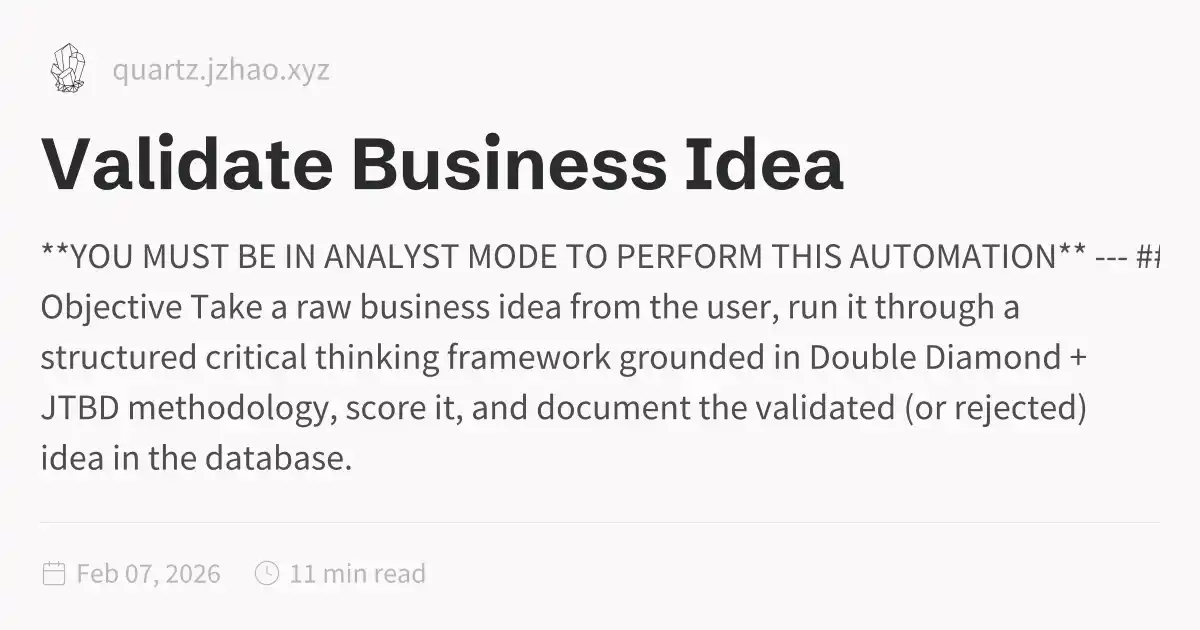 quartz.jzhao.xyz
Validate Business Idea
**YOU MUST BE IN ANALYST MODE TO PERFORM THIS AUTOMATION** --- ##
Objective Take a raw business idea from the user, run it through a
structured critical thinking framework grounded in Double Diamond +
JTBD methodology, score it, and document the validated (or rejected)
idea in the database.
Feb 07, 2026 11 min read